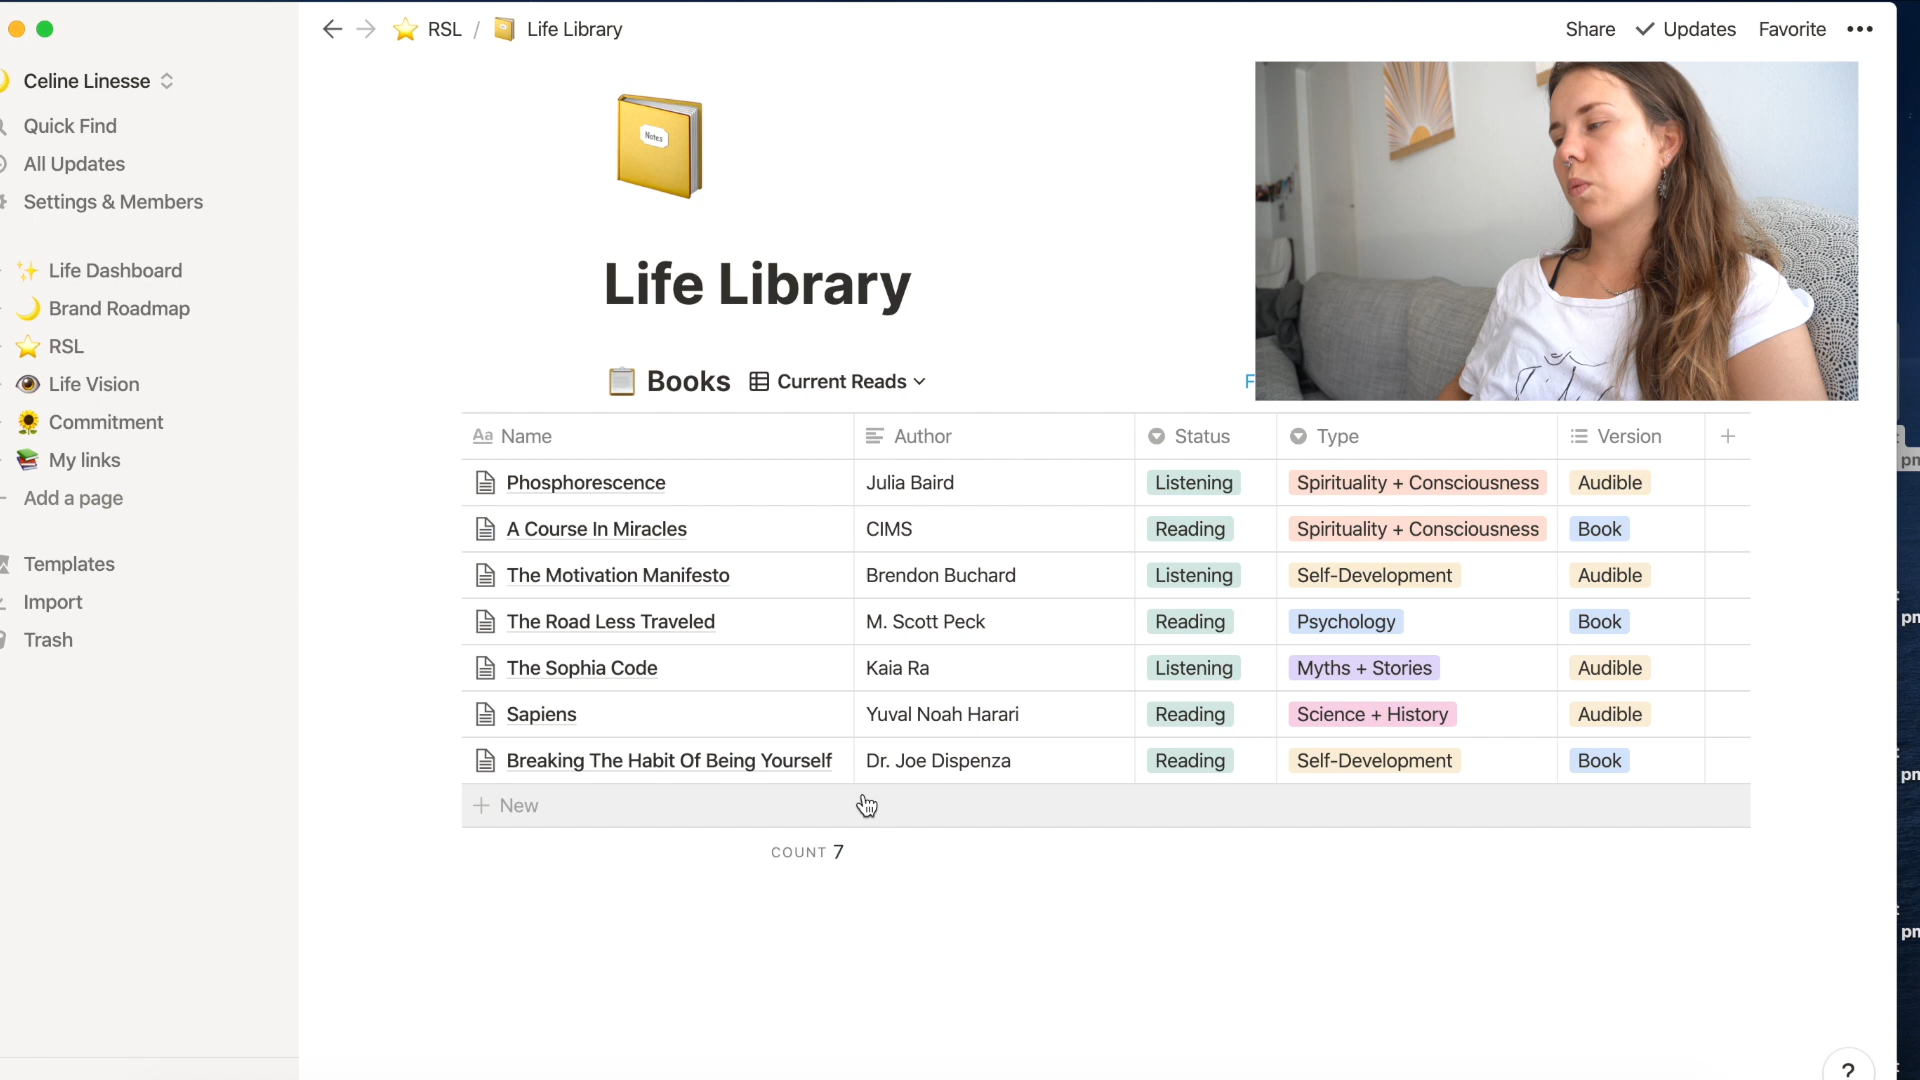 RSL / Life Library
Share Updates Favorite
Celine Linesse
Quick Find
All Updates
Settings & Members
Life Dashboard
Brand Roadmap
RSL
Life Vision
Commitment
My links
Add a page
Templates
Import
Trash
Notes
Life Library
Books Current Reads
F
Aa Name Author Status Type Version
Phosphorescence Julia Baird Listening Spirituality + Consciousness Audible
A Course In Miracles CIMS Reading Spirituality + Consciousness Book
The Motivation Manifesto Brendon Buchard Listening Self-Development Audible
The Road Less Traveled M. Scott Peck Reading Psychology Book
The Sophia Code Kaia Ra Listening Myths + Stories Audible
Sapiens Yuval Noah Harari Reading Science + History Audible
Breaking The Habit Of Being Yourself Dr. Joe Dispenza Reading Self-Development Book
+ New
COUNT 7
?